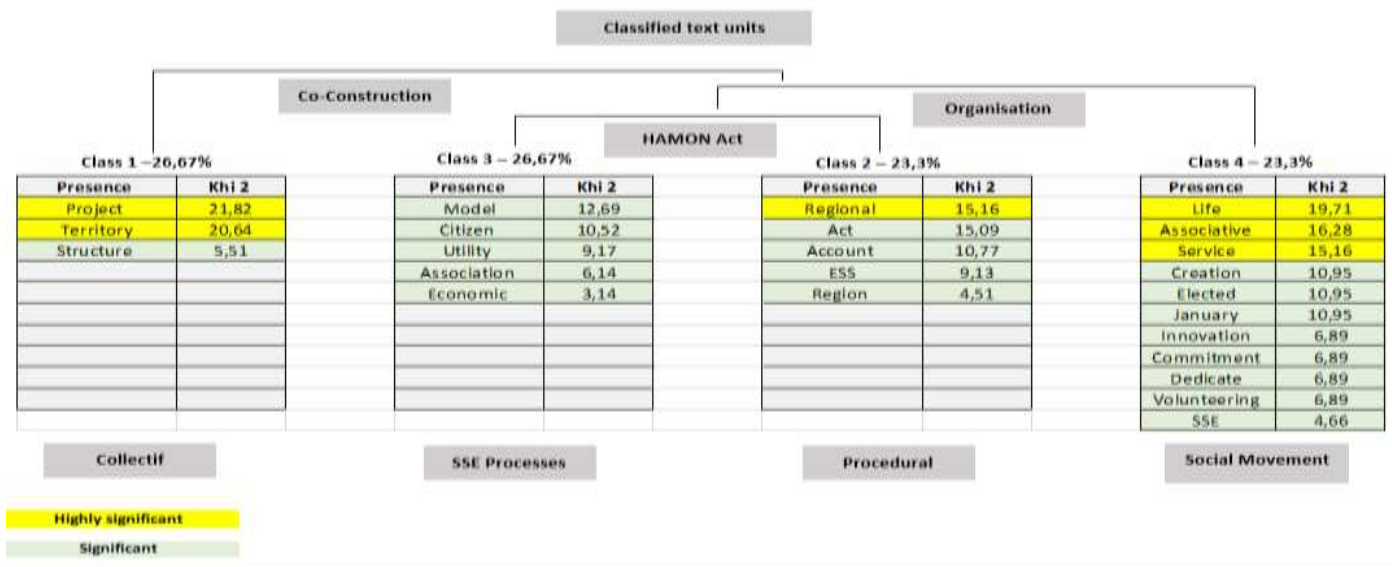 Classified text units
Co-Construction
Organisation
HAMON Act
Class 1 –26,67%
Presence Khi 2
Project 21,82
Territory 20,64
Structure 5,51
Collectif
Class 3 – 26,67%
Presence Khi 2
Model 12,69
Citizen 10,52
Utility 9,17
Association 6,14
Economic 3,14
SSE Processes
Class 2 – 23,3%
Presence Khi 2
Regional 15,16
Act 15,09
Account 10,77
ESS 9,13
Region 4,51
Procedural
Class 4 – 23,3%
Presence Khi 2
Life 19,71
Associative 16,28
Service 15,16
Creation 10,95
Elected 10,95
January 10,95
Innovation 6,89
Commitment 6,89
Dedicate 6,89
Volunteering 6,89
SSE 4,66
Social Movement
Highly significant
Significant